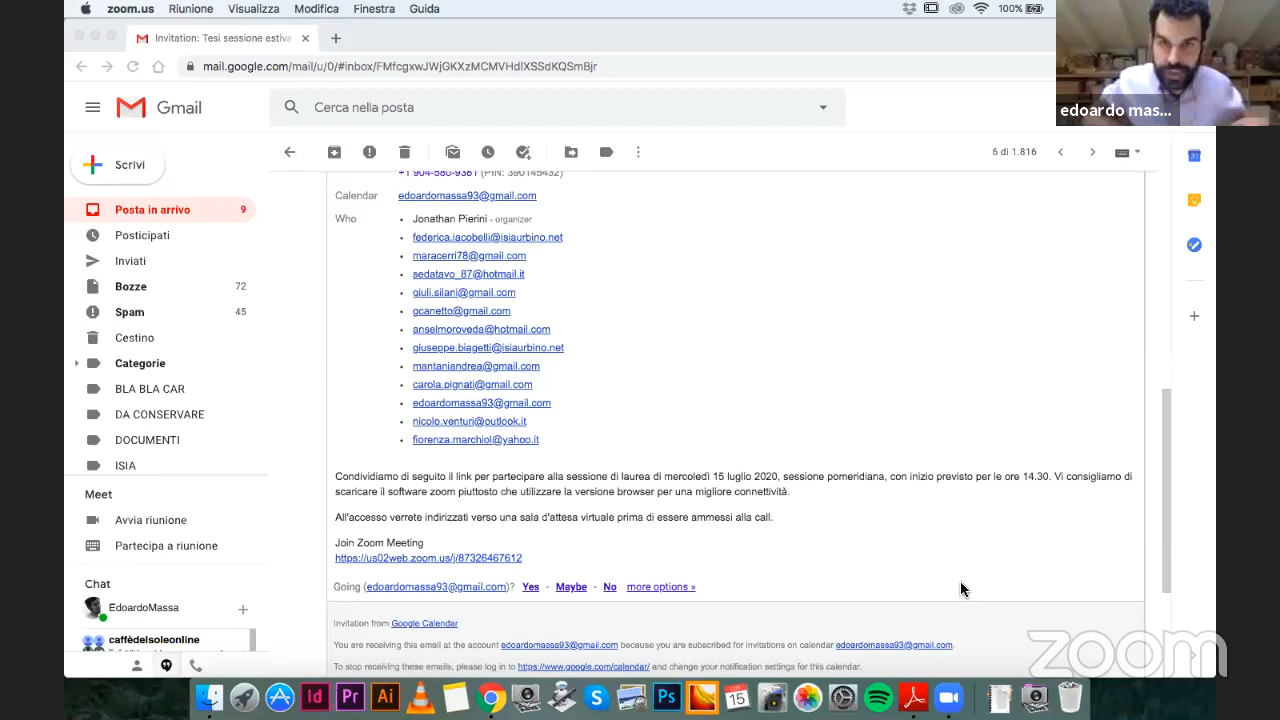 zoom.us Riunione Visualizza Modifica Finestra Guida 100%
Invitation: Tesi sessione estiva
mail.google.com/mail/u/0/#inbox/FMfcgxwJWjGKXzMCMVHdlXSSdKQSmBjr
edoardo mas...
Gmail
Cerca nella posta
Scrivi
6 di 1.816
Posta in arrivo 9
Posticipati
Inviati
Bozze 72
Spam 45
Cestino
Categorie
BLA BLA CAR
DA CONSERVARE
DOCUMENTI
ISIA
Meet
Avvia riunione
Partecipa a riunione
Chat
EdoardoMassa
caffèdelsoleonline
+1 904-580-9381 (PIN: 390145432)
Calendar edoardomassa93@gmail.com
Who
• Jonathan Pierini - organizer
• federica.iacobelli@isiaurbino.net
• maracerri78@gmail.com
• sedatavo_87@hotmail.it
• giuli.silani@gmail.com
• gcanetto@gmail.com
• anselmoroveda@hotmail.com
• giuseppe.biagetti@isiaurbino.net
• mantaniandrea@gmail.com
• carola.pignati@gmail.com
• edoardomassa93@gmail.com
• nicolo.venturi@outlook.it
• fiorenza.marchiol@yahoo.it
Condividiamo di seguito il link per partecipare alla sessione di laurea di mercoledì 15 luglio 2020, sessione pomeridiana, con inizio previsto per le ore 14.30. Vi consigliamo di
scaricare il software zoom piuttosto che utilizzare la versione browser per una migliore connettività.
All'accesso verrete indirizzati verso una sala d'attesa virtuale prima di essere ammessi alla call.
Join Zoom Meeting
https://us02web.zoom.us/j/87326467612
Going (edoardomassa93@gmail.com)? Yes - Maybe - No more options »
Invitation from Google Calendar
You are receiving this email at the account edoardomassa93@gmail.com because you are subscribed for invitations on calendar edoardomassa93@gmail.com.
To stop receiving these emails, please log in to https://www.google.com/calendar/ and change your notification settings for this calendar.
zoom
Id Pr Ai Ps
LUG
15